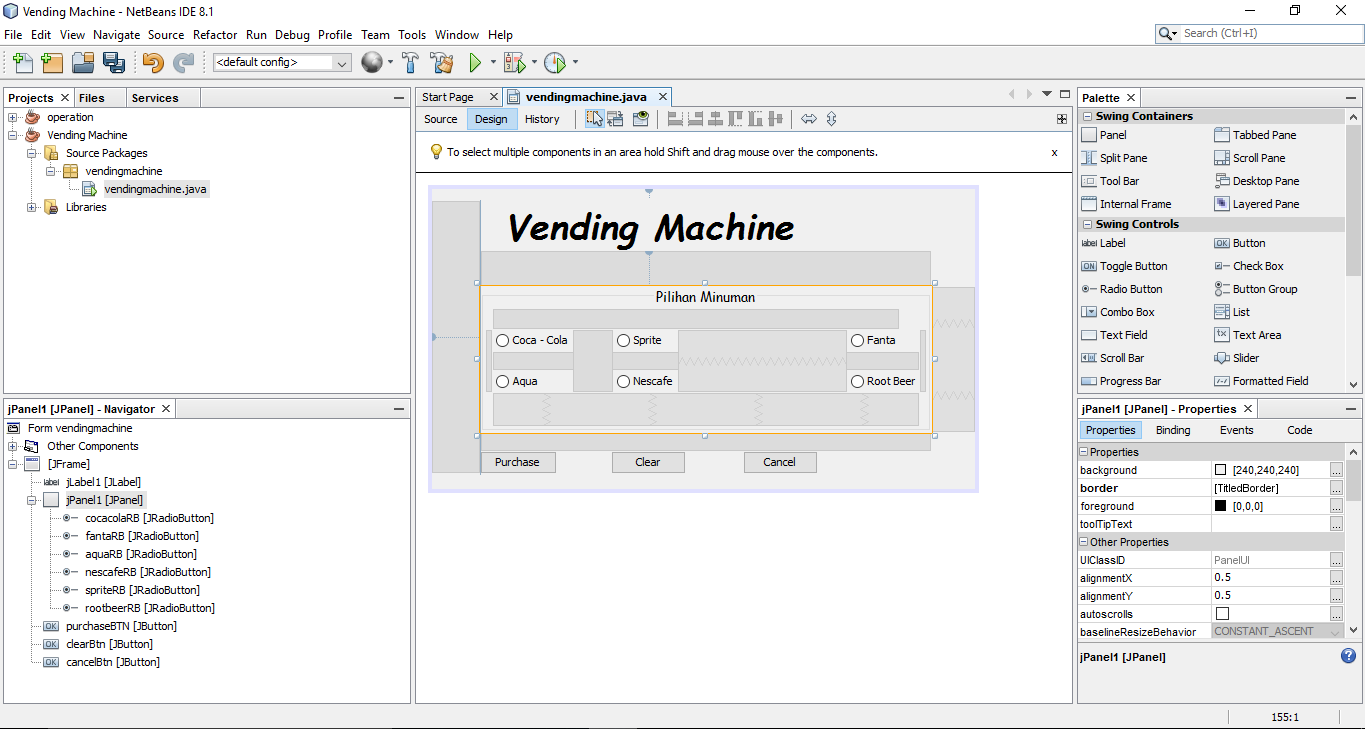 Vending Machine - NetBeans IDE 8.1
File Edit View Navigate Source Refactor Run Debug Profile Team Tools Window Help
Search (Ctrl+I)
<default config>
Projects Files Services
operation
Vending Machine
Source Packages
vendingmachine
vendingmachine.java
Libraries
Start Page vendingmachine.java
Source Design History
To select multiple components in an area hold Shift and drag mouse over the components. x
Vending Machine
Pilihan Minuman
Coca - Cola Sprite Fanta
Aqua Nescafe Root Beer
Purchase Clear Cancel
Palette
Swing Containers
Panel Tabbed Pane
Split Pane Scroll Pane
Tool Bar Desktop Pane
Internal Frame Layered Pane
Swing Controls
label Label OK Button
ON Toggle Button Check Box
Radio Button Button Group
Combo Box List
Text Field Text Area
Scroll Bar Slider
Progress Bar Formatted Field
jPanel1 [JPanel] - Navigator
Form vendingmachine
Other Components
[JFrame]
label jLabel1 [JLabel]
jPanel1 [JPanel]
cocacolaRB [JRadioButton]
fantaRB [JRadioButton]
aquaRB [JRadioButton]
nescafeRB [JRadioButton]
spriteRB [JRadioButton]
rootbeerRB [JRadioButton]
OK purchaseBTN [JButton]
OK clearBtn [JButton]
OK cancelBtn [JButton]
jPanel1 [JPanel] - Properties
Properties Binding Events Code
Properties
background [240,240,240] ...
border [TitledBorder] ...
foreground [0,0,0] ...
toolTipText ...
Other Properties
UIClassID PanelUI ...
alignmentX 0.5 ...
alignmentY 0.5 ...
autoscrolls ...
baselineResizeBehavior CONSTANT_ASCENT
jPanel1 [JPanel]
155:1